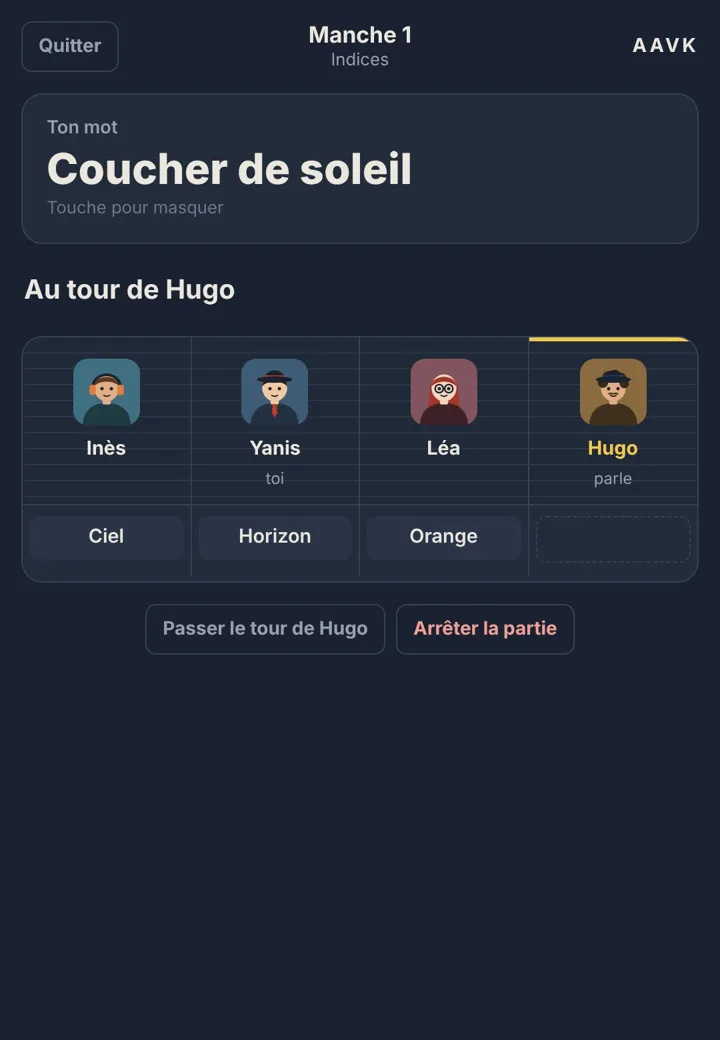 Quitter
Manche 1
Indices
AAVK
Ton mot
Coucher de soleil
Touche pour masquer
Au tour de Hugo
Inès
Yanis
toi
Léa
Hugo
parle
Ciel
Horizon
Orange
Passer le tour de Hugo
Arrêter la partie